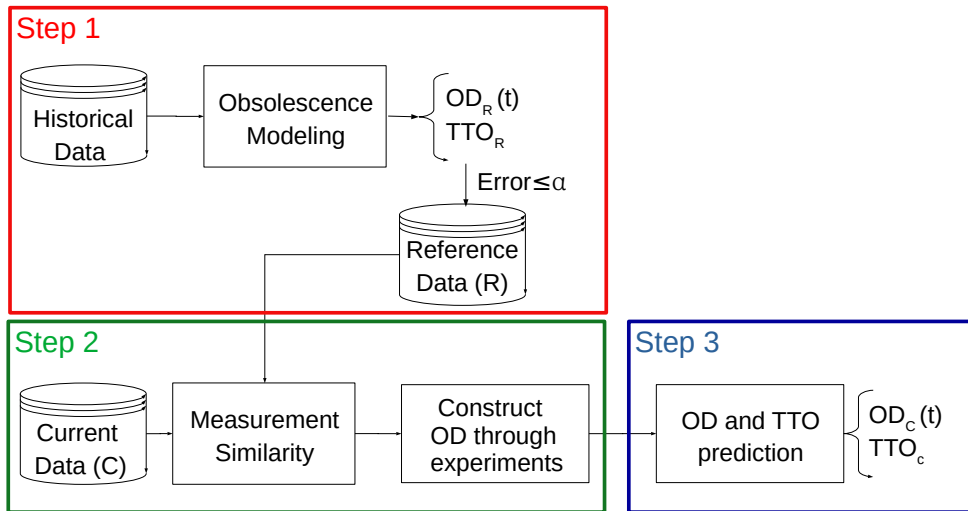 Step 1
Historical
Data
Obsolescence
Modeling
OD_R (t)
TTO_R
Error≤α
Reference
Data (R)
Step 2
Current
Data (C)
Measurement
Similarity
Construct
OD through
experiments
Step 3
OD and TTO
prediction
OD_C(t)
TTO_c